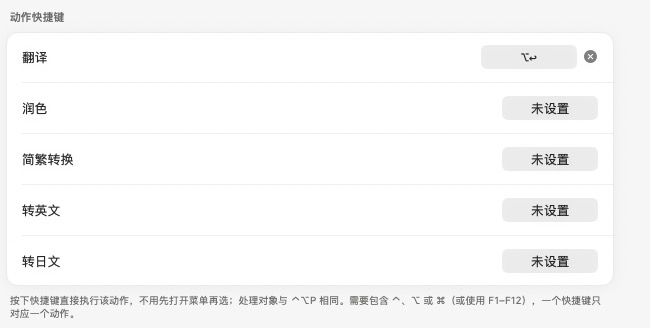 动作快捷键
翻译
⌥↩
润色
未设置
简繁转换
未设置
转英文
未设置
转日文
未设置
按下快捷键直接执行该动作，不用先打开菜单再选；处理对象与 ⌃⌥P 相同。需要包含 ⌃、⌥ 或 ⌘（或使用 F1–F12），一个快捷键只
对应一个动作。